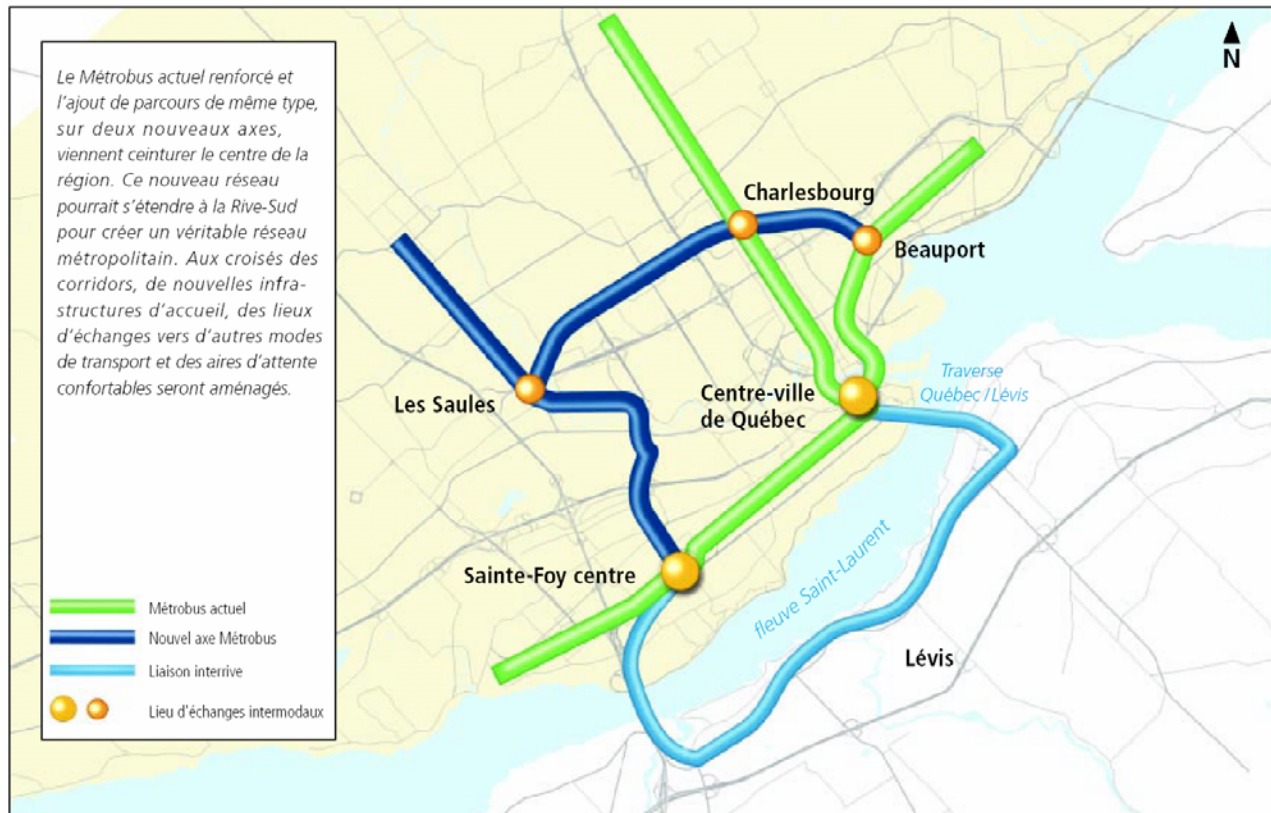 Le Métrobus actuel renforcé et
l'ajout de parcours de même type,
sur deux nouveaux axes,
viennent ceinturer le centre de la
région. Ce nouveau réseau
pourrait s'étendre à la Rive-Sud
pour créer un véritable réseau
métropolitain. Aux croisés des
corridors, de nouvelles infra-
structures d'accueil, des lieux
d'échanges vers d'autres modes
de transport et des aires d'attente
confortables seront aménagés.
Métrobus actuel
Nouvel axe Métrobus
Liaison interrive
Lieu d'échanges intermodaux
N
Charlesbourg
Beauport
Les Saules
Centre-ville
de Québec
Traverse
Québec / Lévis
Sainte-Foy centre
fleuve Saint-Laurent
Lévis